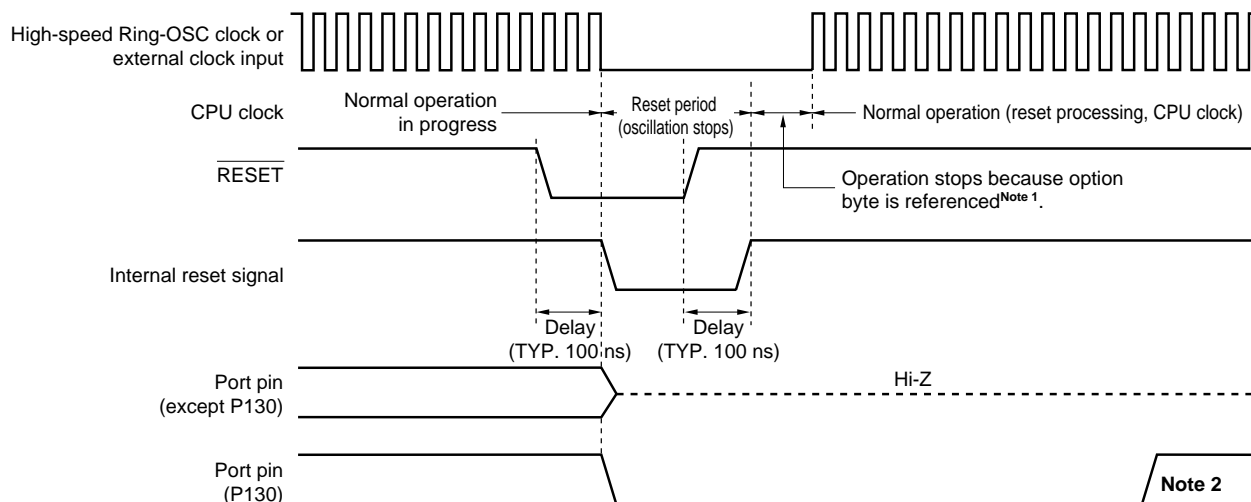 High-speed Ring-OSC clock or
external clock input
CPU clock
Normal operation
in progress
Reset period
(oscillation stops)
Normal operation (reset processing, CPU clock)
RESET
Operation stops because option
byte is referencedNote 1.
Internal reset signal
Delay
(TYP. 100 ns)
Delay
(TYP. 100 ns)
Port pin
(except P130)
Hi-Z
Port pin
(P130)
Note 2